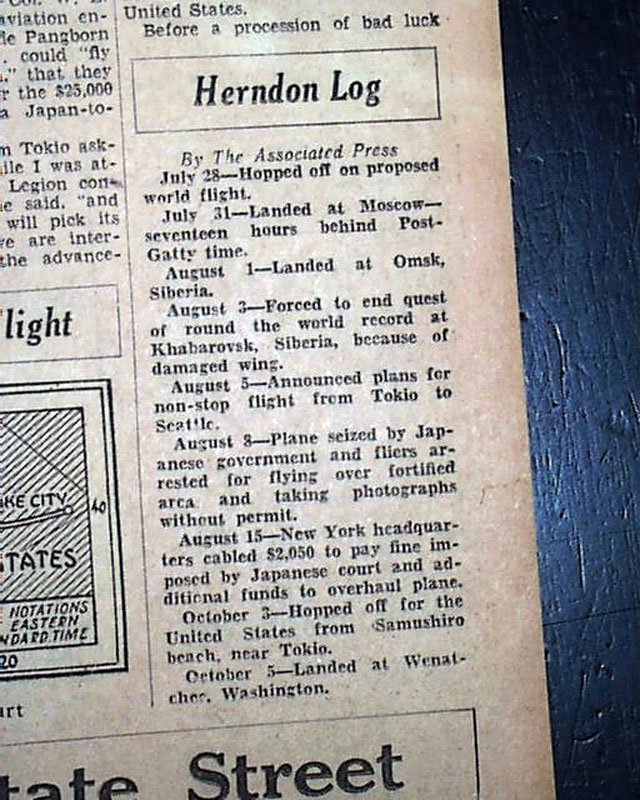 aviation en-
Pangborn
could "fly
that they
r the $25,000
a Japan-to-
m Tokio ask-
ile I was at-
Legion con-
he said, "and
will pick its
we are inter-
the advance-
light
KE CITY
40
TATES
NOTATIONS
EASTERN
NDARD TIME
20
art
United States.
Before a procession of bad luck
Herndon Log
By The Associated Press
July 28—Hopped off on proposed
world flight.
July 31—Landed at Moscow—
seventeen hours behind Post-
Gatty time.
August 1—Landed at Omsk,
Siberia.
August 3—Forced to end quest
of round the world record at
Khabarovsk, Siberia, because of
damaged wing.
August 5—Announced plans for
non-stop flight from Tokio to
Seattle.
August 8—Plane seized by Jap-
anese government and fliers ar-
rested for flying over fortified
area and taking photographs
without permit.
August 15—New York headquar-
ters cabled $2,050 to pay fine im-
posed by Japanese court and ad-
ditional funds to overhaul plane.
October 3—Hopped off for the
United States from Samushiro
beach, near Tokio.
October 5—Landed at Wenat-
chee, Washington.
tate Street